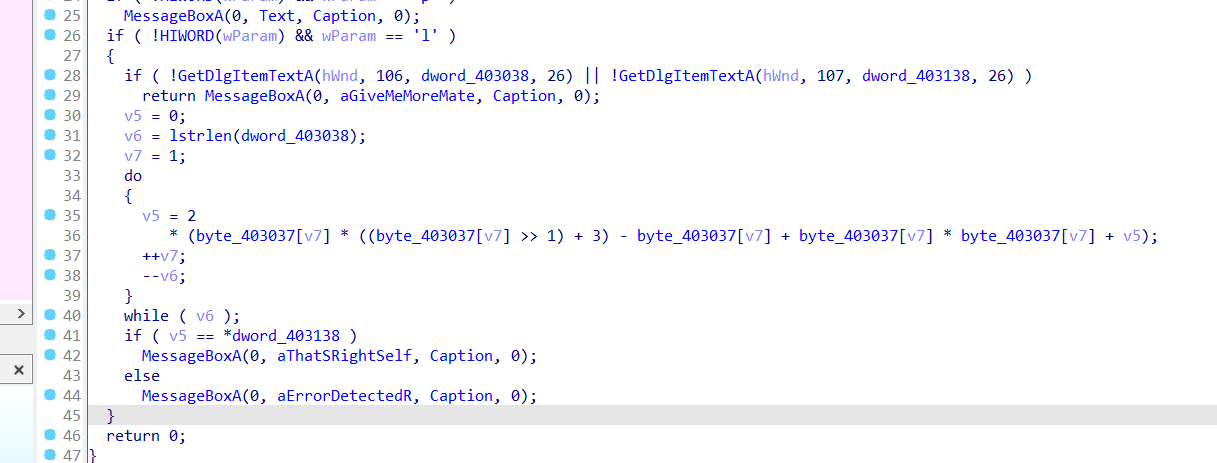 25 MessageBoxA(0, Text, Caption, 0);
26 if ( !HIWORD(wParam) && wParam == 'l' )
27 {
28 if ( !GetDlgItemTextA(hWnd, 106, dword_403038, 26) || !GetDlgItemTextA(hWnd, 107, dword_403138, 26) )
29 return MessageBoxA(0, aGiveMeMoreMate, Caption, 0);
30 v5 = 0;
31 v6 = lstrlen(dword_403038);
32 v7 = 1;
33 do
34 {
35 v5 = 2
36 * (byte_403037[v7] * ((byte_403037[v7] >> 1) + 3) - byte_403037[v7] + byte_403037[v7] * byte_403037[v7] + v5);
37 ++v7;
38 --v6;
39 }
40 while ( v6 );
41 if ( v5 == *dword_403138 )
42 MessageBoxA(0, aThatSRightSelf, Caption, 0);
43 else
44 MessageBoxA(0, aErrorDetectedR, Caption, 0);
45 }
46 return 0;
47 }